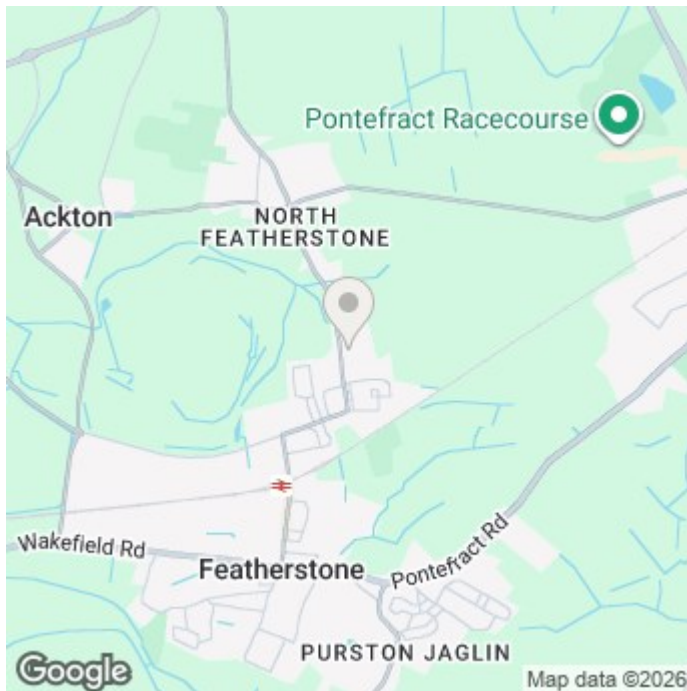 Pontefract Racecourse
Ackton
NORTH
FEATHERSTONE
Wakefield Rd
Featherstone
Pontefract Rd
PURSTON JAGLIN
Google
Map data ©2026